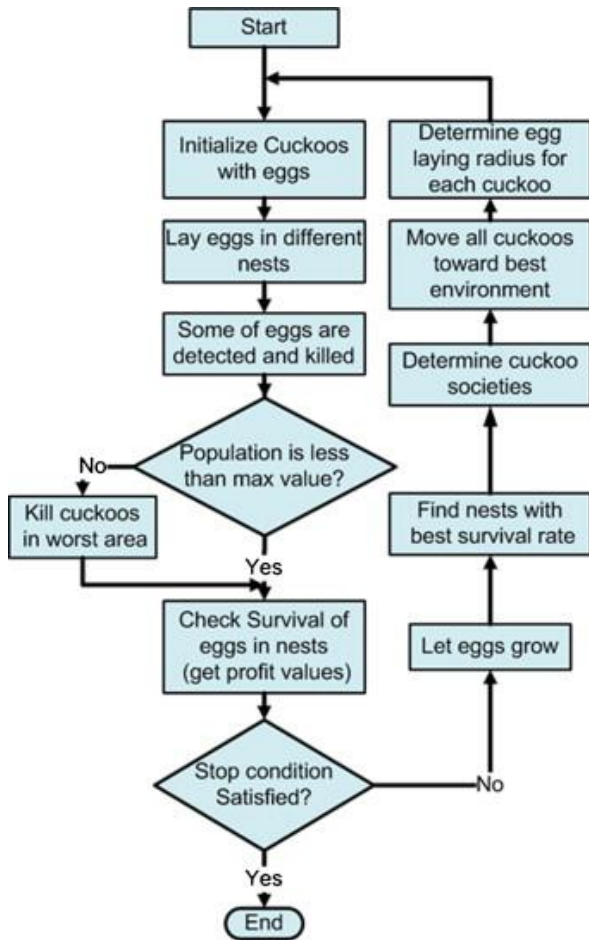 Start
Initialize Cuckoos
with eggs
Lay eggs in different
nests
Some of eggs are
detected and killed
Population is less
than max value?
No
Kill cuckoos
in worst area
Yes
Check Survival of
eggs in nests
(get profit values)
Stop condition
Satisfied?
No
Yes
End
Let eggs grow
Find nests with
best survival rate
Determine cuckoo
societies
Move all cuckoos
toward best
environment
Determine egg
laying radius for
each cuckoo